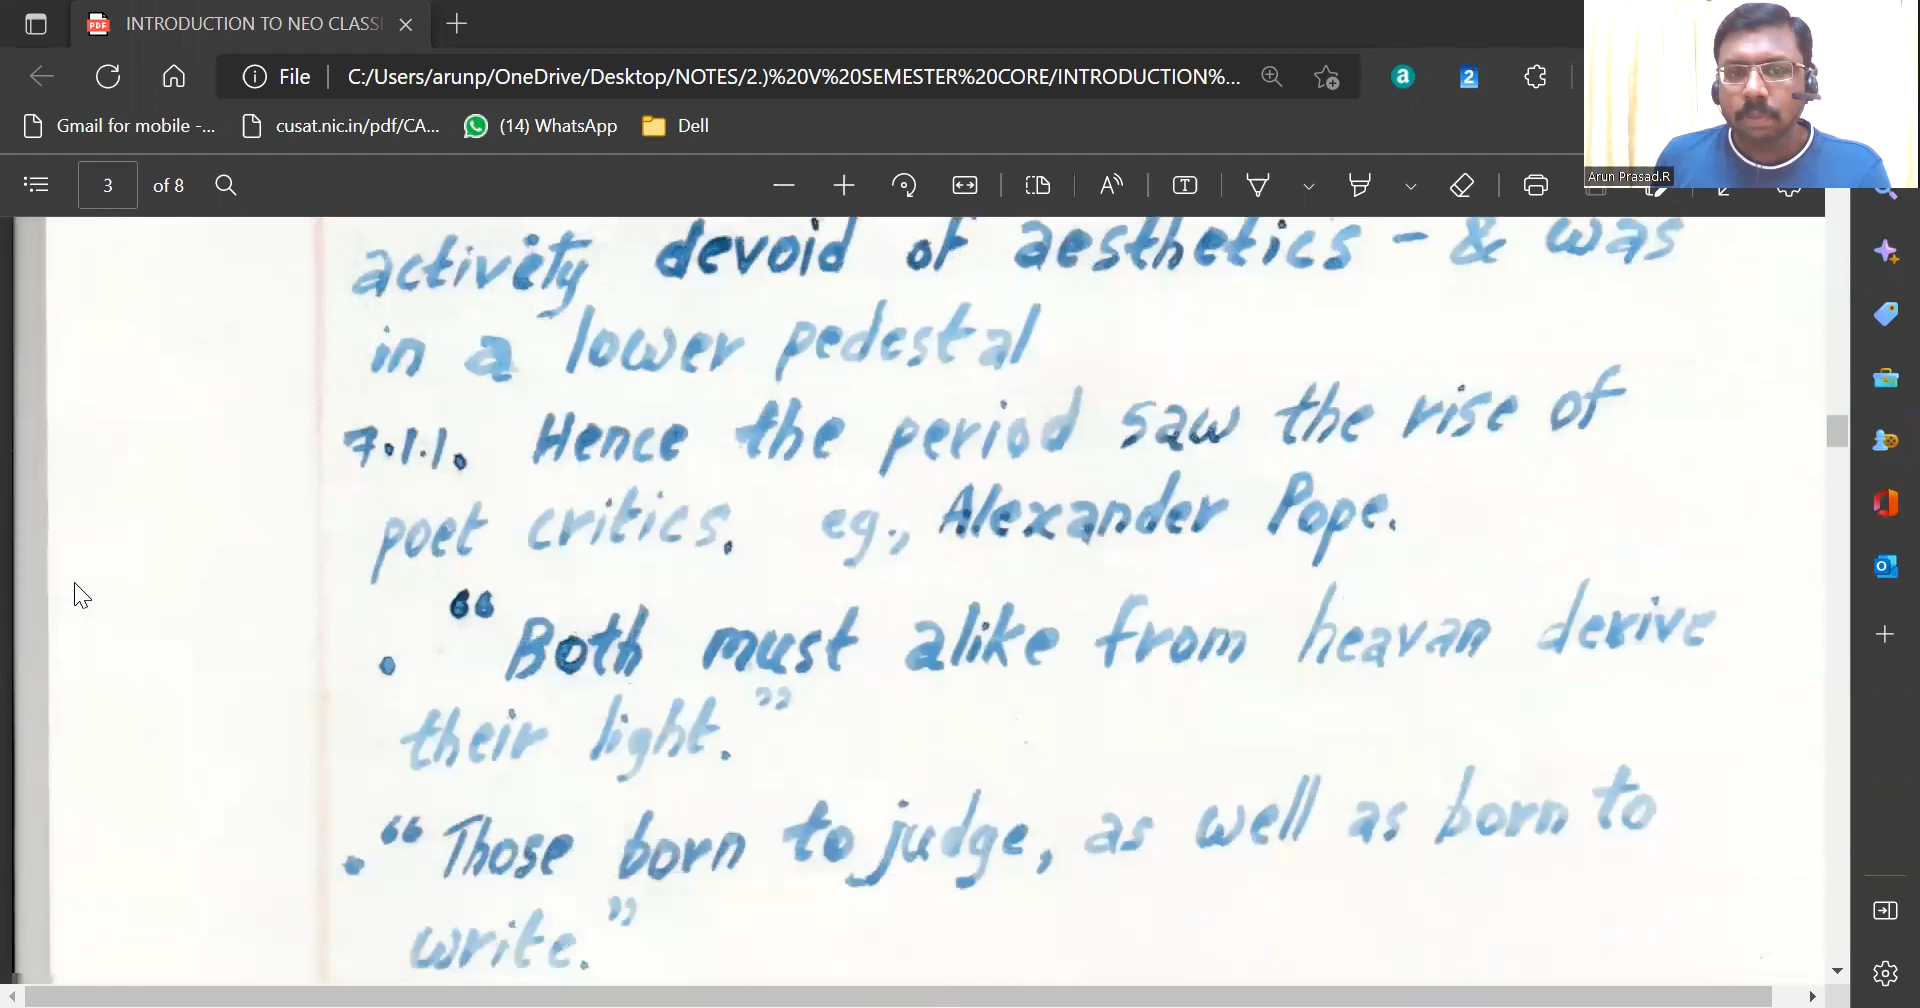 INTRODUCTION TO NEO CLASSI
File
C:/Users/arunp/OneDrive/Desktop/NOTES/2.)%20V%20SEMESTER%20CORE/INTRODUCTION%...
a
2
Gmail for mobile -...
cusat.nic.in/pdf/CA...
(14) WhatsApp
Dell
Arun Prasad.R
3 of 8
activety devoid of aesthetics - & was
in a lower pedestal
7.1.1. Hence the period saw the rise of
poet critics. eg., Alexander Pope.
. “Both must alike from heavan derive
their light.”
. “Those born to judge, as well as born to
write.”